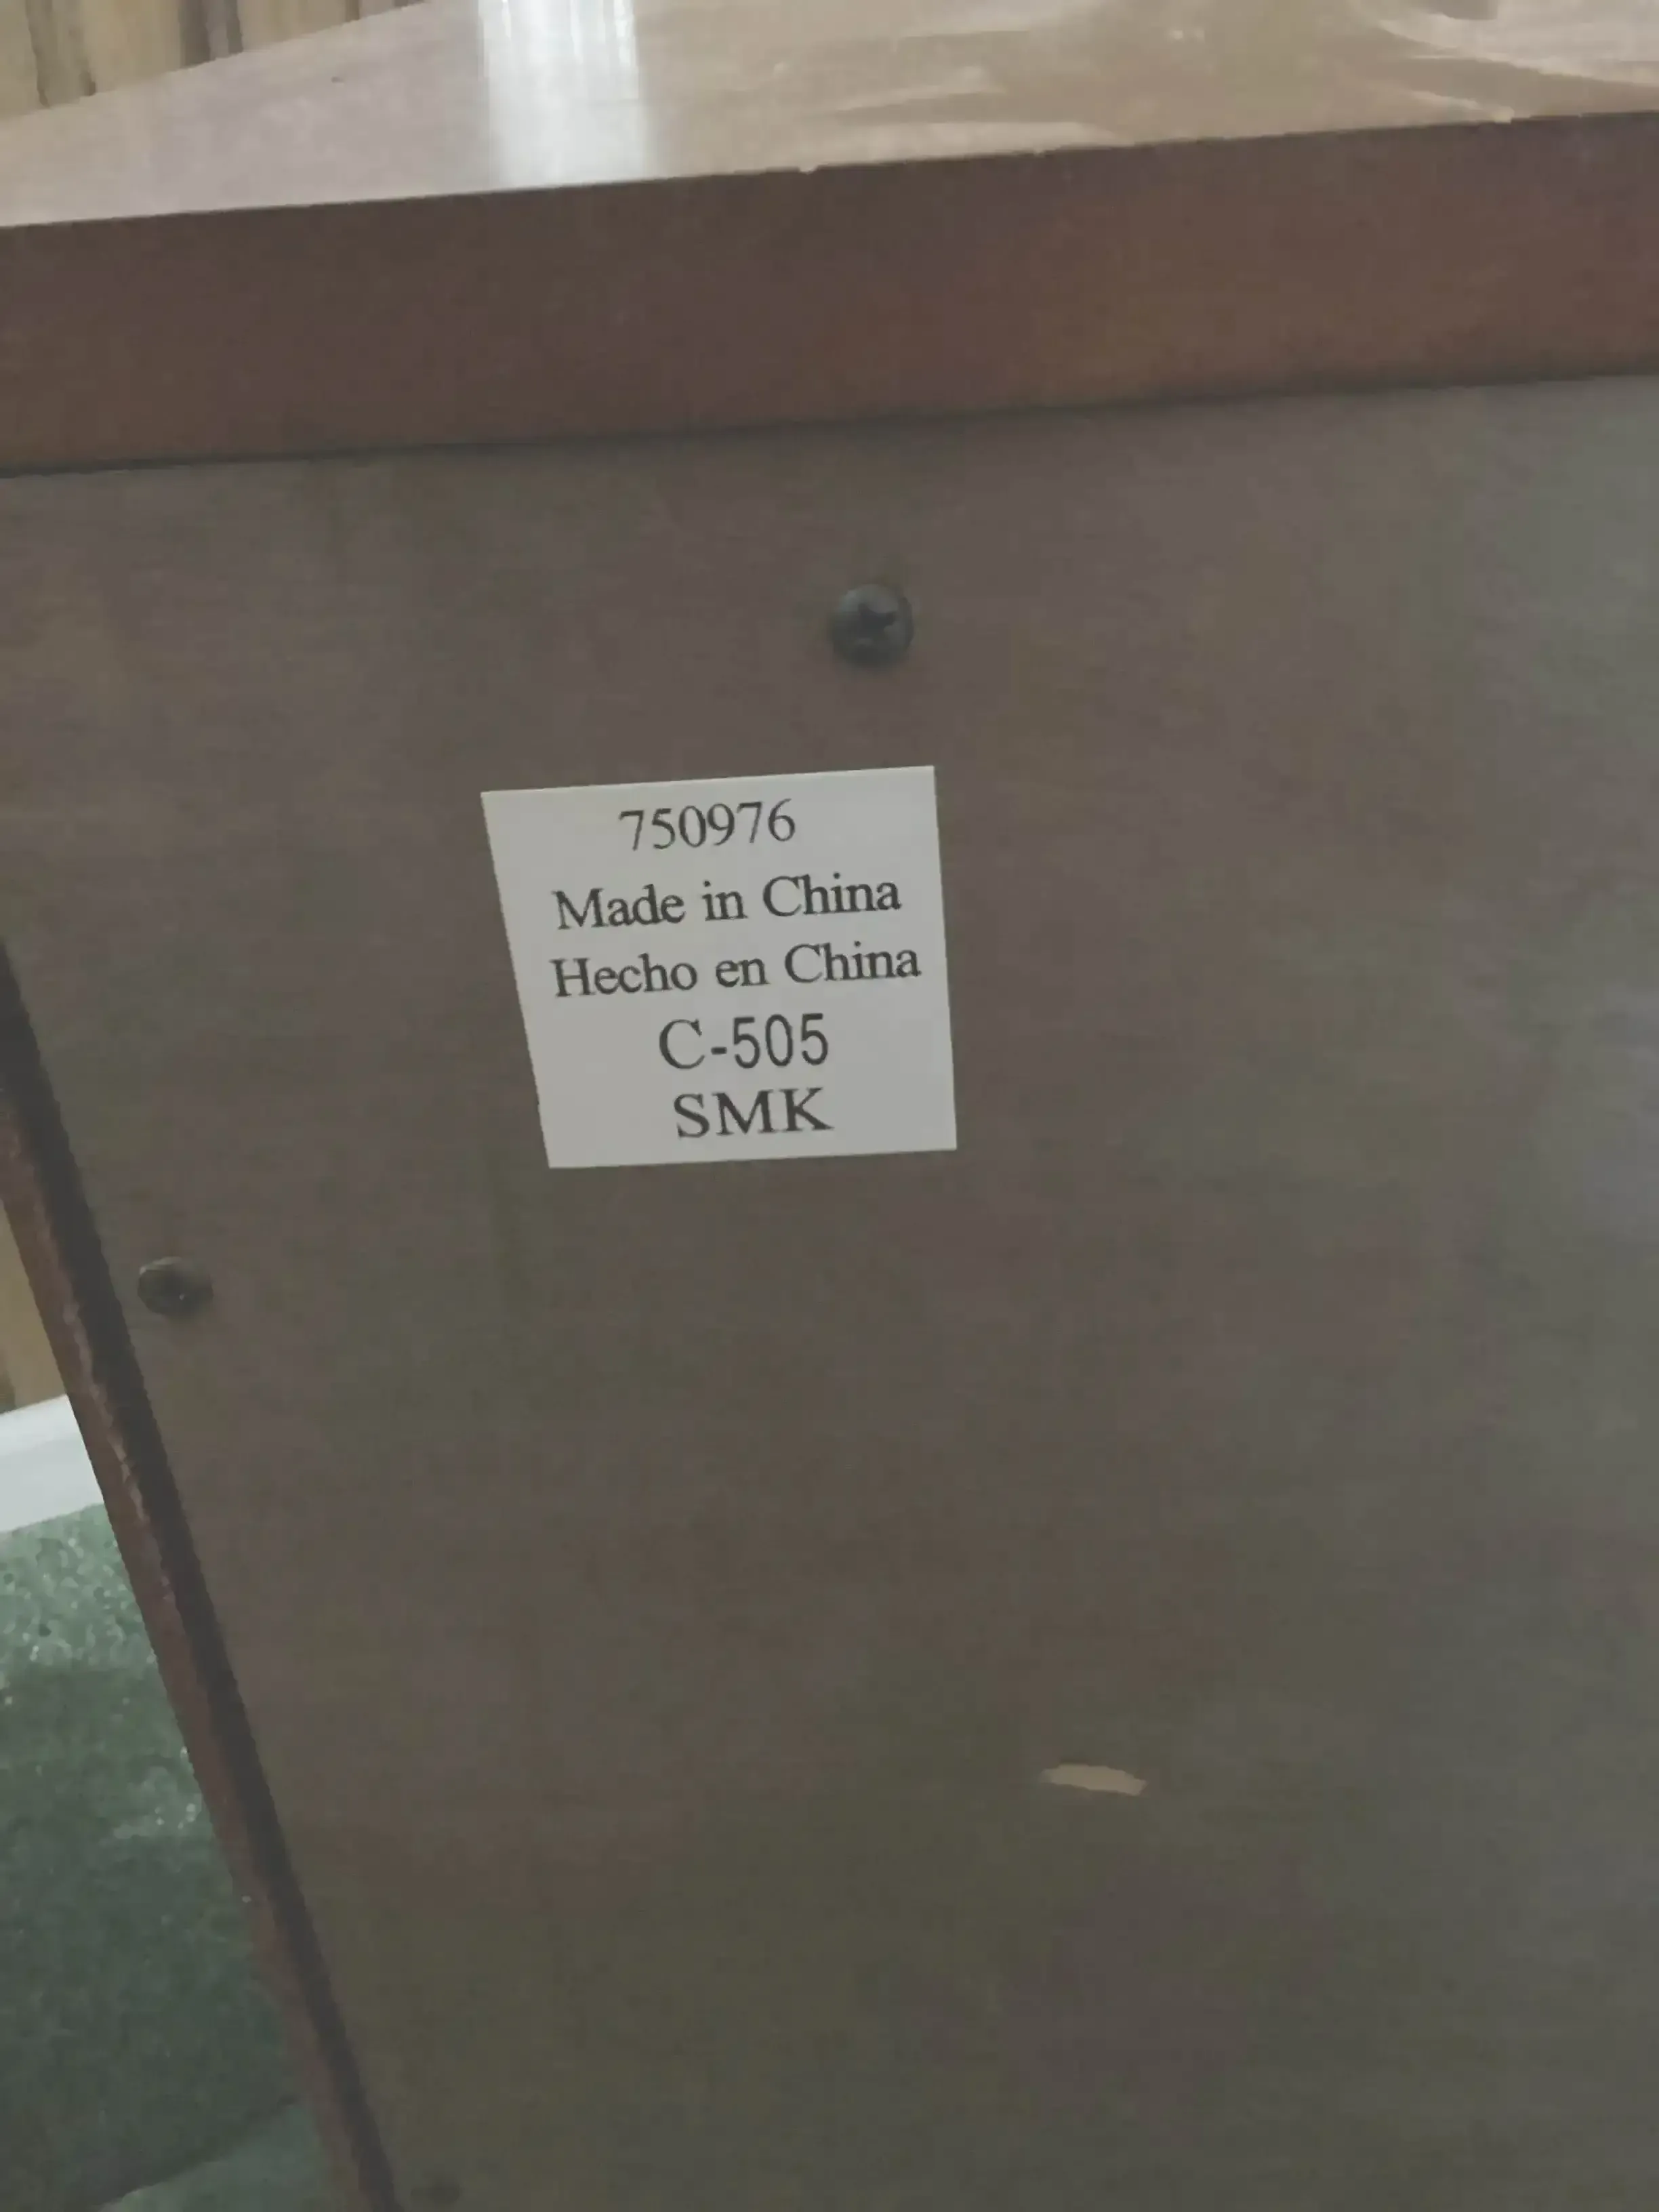 750976
Made in China
Hecho en China
C-505
SMK